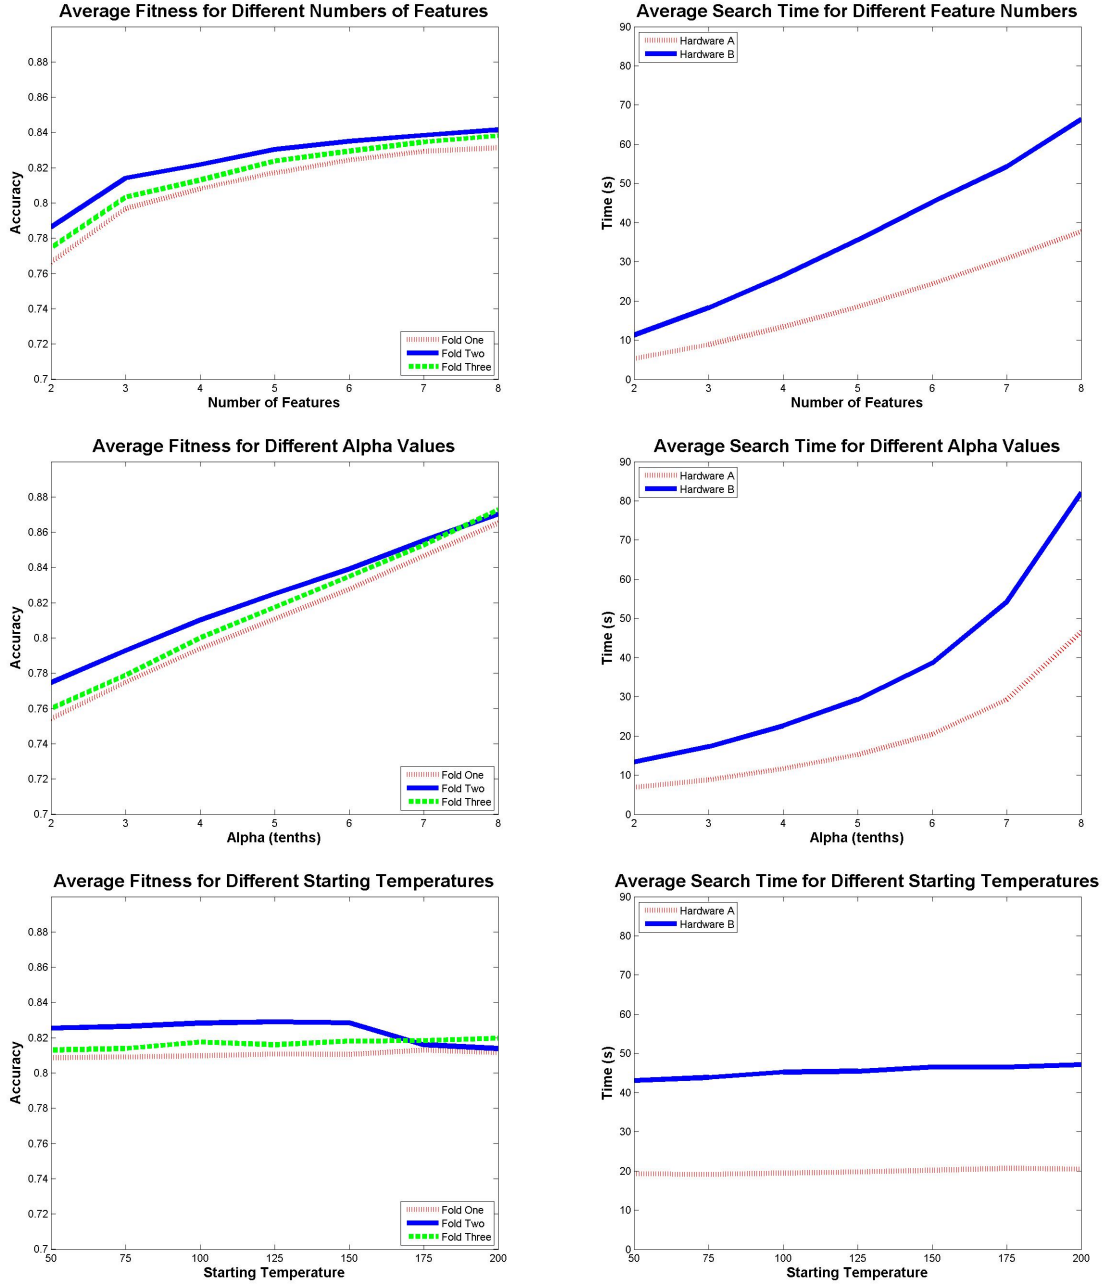 Average Fitness for Different Numbers of Features
Accuracy
0.88
0.86
0.84
0.82
0.8
0.78
0.76
0.74
0.72
0.7
2 3 4 5 6 7 8
Number of Features
Fold One
Fold Two
Fold Three
Average Search Time for Different Feature Numbers
Time (s)
90
80
70
60
50
40
30
20
10
0
2 3 4 5 6 7 8
Number of Features
Hardware A
Hardware B
Average Fitness for Different Alpha Values
Accuracy
0.88
0.86
0.84
0.82
0.8
0.78
0.76
0.74
0.72
0.7
2 3 4 5 6 7 8
Alpha (tenths)
Fold One
Fold Two
Fold Three
Average Search Time for Different Alpha Values
Time (s)
90
80
70
60
50
40
30
20
10
0
2 3 4 5 6 7 8
Alpha (tenths)
Hardware A
Hardware B
Average Fitness for Different Starting Temperatures
Accuracy
0.88
0.86
0.84
0.82
0.8
0.78
0.76
0.74
0.72
0.7
50 75 100 125 150 175 200
Starting Temperature
Fold One
Fold Two
Fold Three
Average Search Time for Different Starting Temperatures
Time (s)
90
80
70
60
50
40
30
20
10
0
50 75 100 125 150 175 200
Starting Temperature
Hardware A
Hardware B